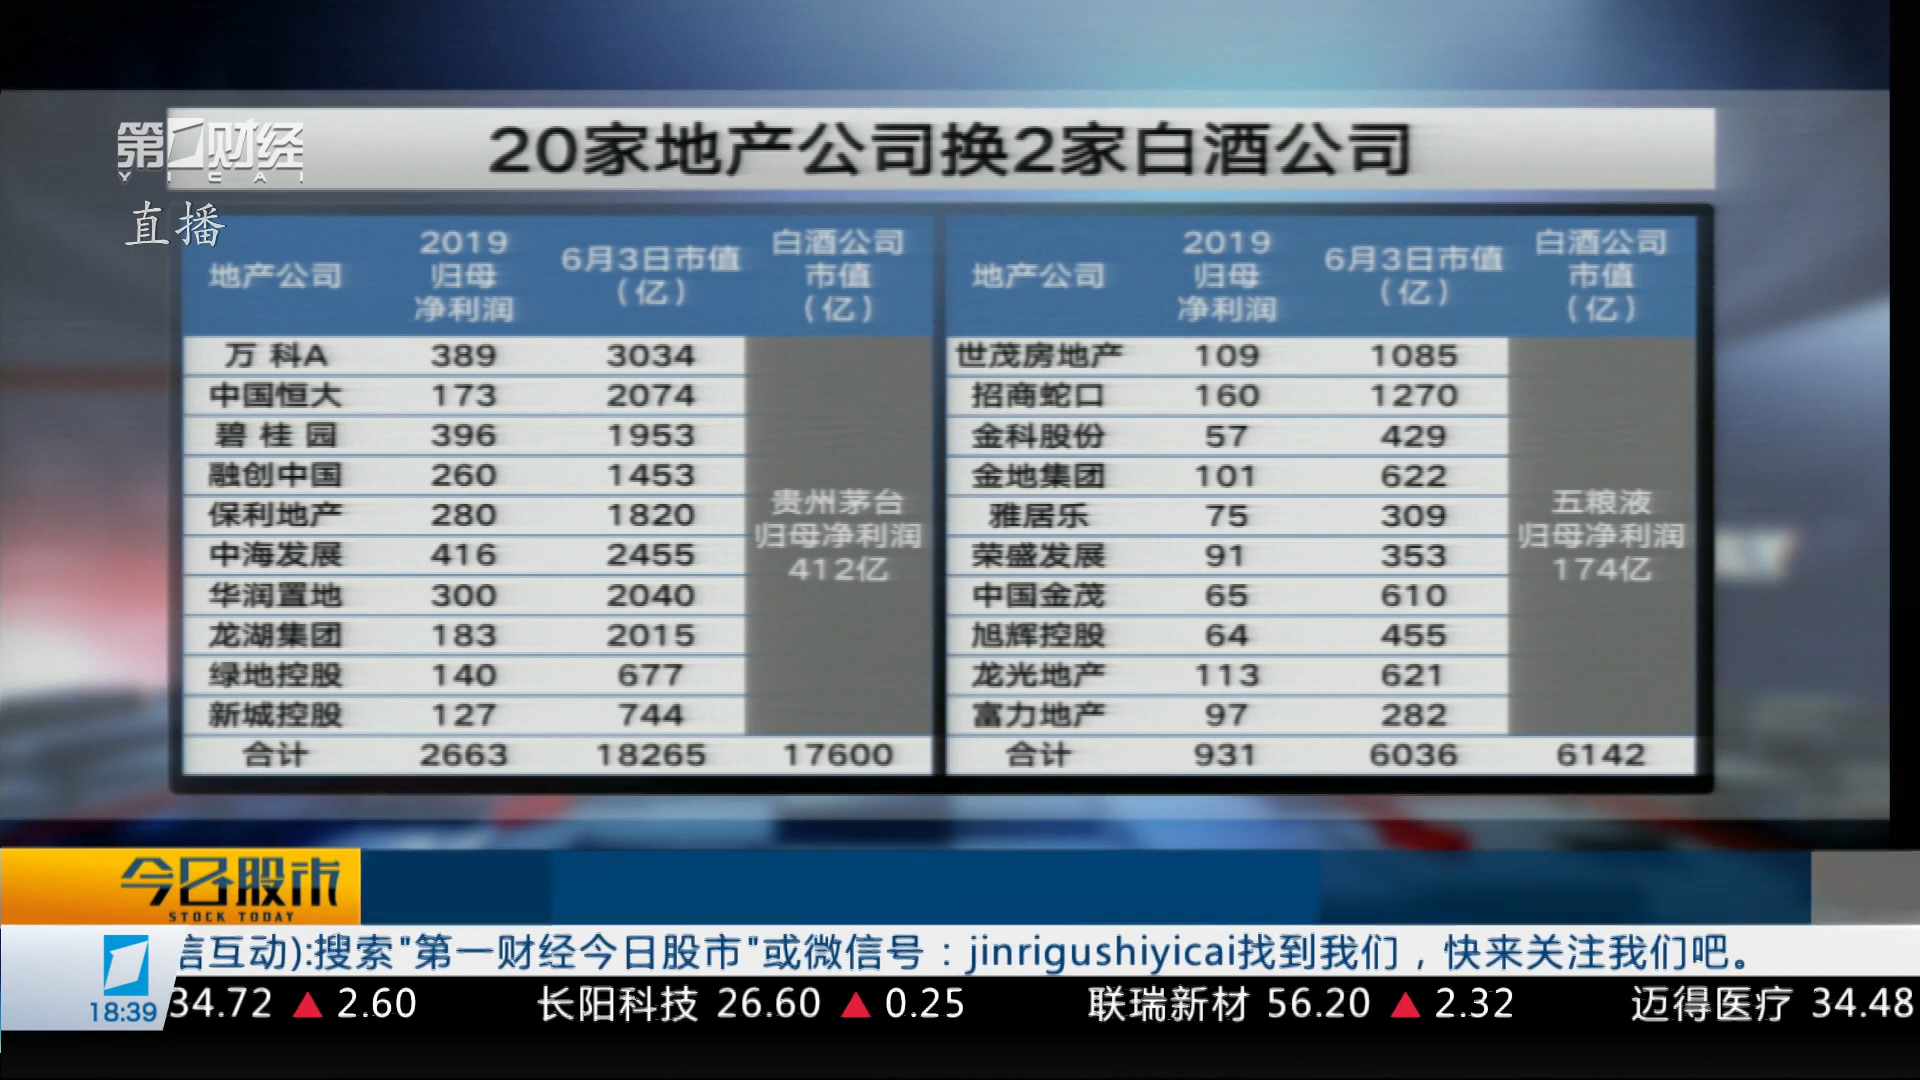 第1财经
YICAI
直播
20家地产公司换2家白酒公司
地产公司 2019归母净利润 6月3日市值（亿） 白酒公司市值（亿） 地产公司 2019归母净利润 6月3日市值（亿） 白酒公司市值（亿）
万科A 389 3034 世茂房地产 109 1085
中国恒大 173 2074 招商蛇口 160 1270
碧桂园 396 1953 金科股份 57 429
融创中国 260 1453 金地集团 101 622
保利地产 280 1820 雅居乐 75 309
中海发展 416 2455 荣盛发展 91 353
华润置地 300 2040 中国金茂 65 610
龙湖集团 183 2015 旭辉控股 64 455
绿地控股 140 677 龙光地产 113 621
新城控股 127 744 富力地产 97 282
贵州茅台
归母净利润
412亿
五粮液
归母净利润
174亿
合计 2663 18265 17600 合计 931 6036 6142
今日股市
STOCK TODAY
信互动):搜索"第一财经今日股市"或微信号：jinrigushiyicai找到我们，快来关注我们吧。
18:39
34.72 ▲ 2.60 长阳科技 26.60 ▲ 0.25 联瑞新材 56.20 ▲ 2.32 迈得医疗 34.48